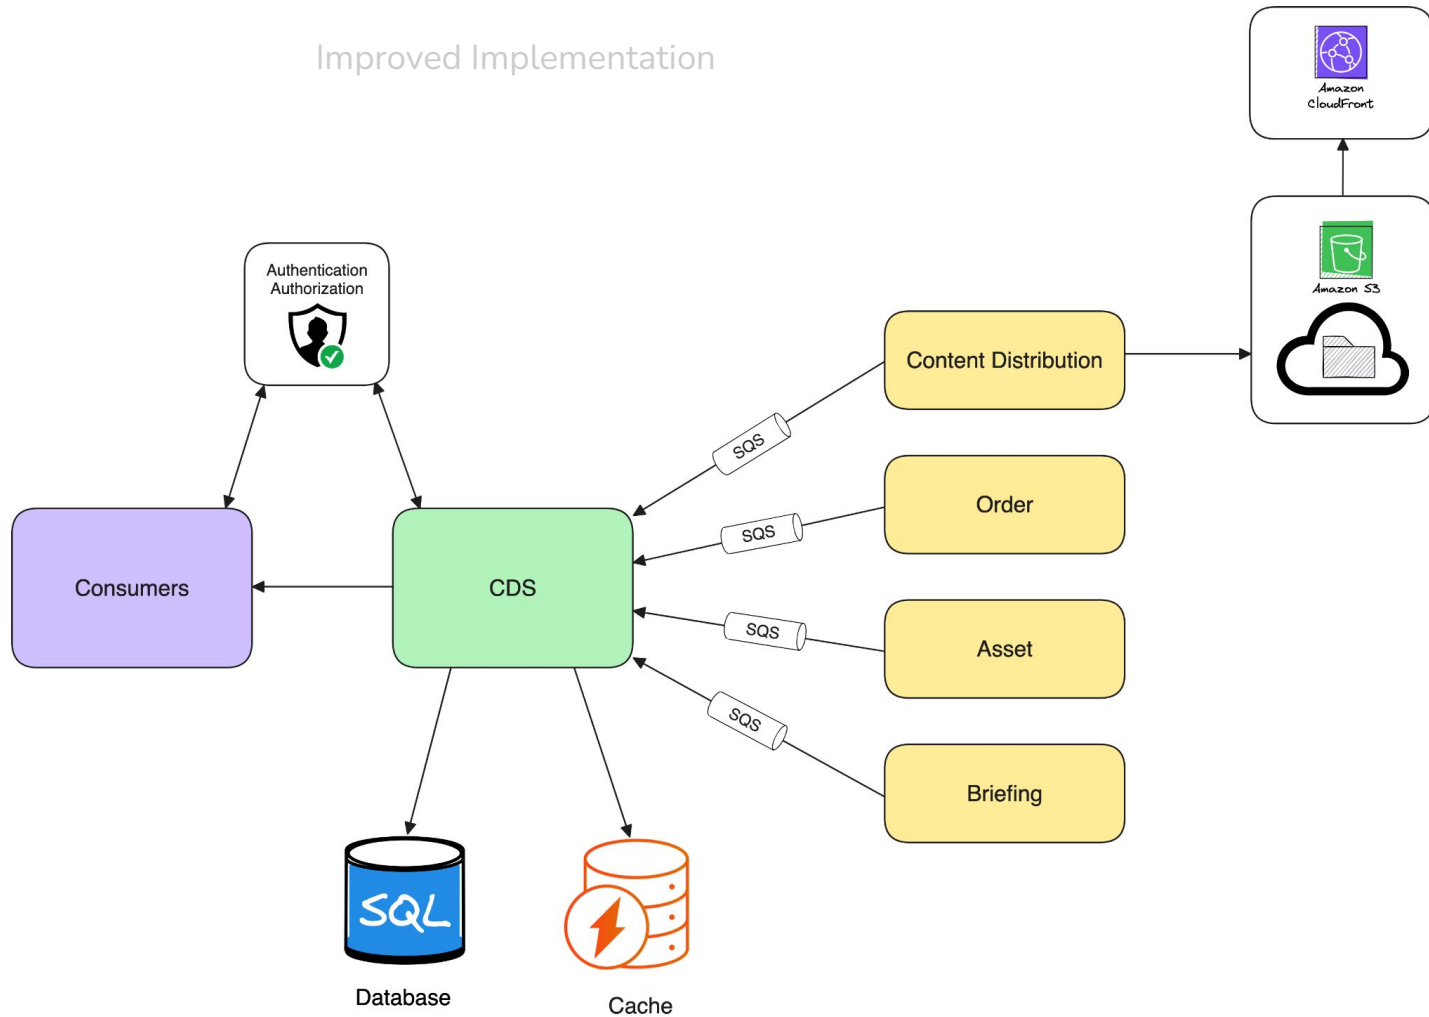 Improved Implementation
Amazon
CloudFront
Amazon S3
Authentication
Authorization
Content Distribution
SQS
Order
SQS
Consumers
CDS
Asset
SQS
Briefing
SQS
SQL
Database
Cache